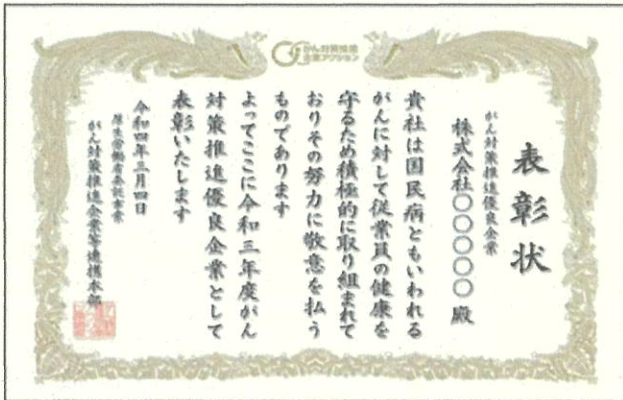 がん対策推進
企業アクション
表彰状
がん対策推進優良企業
株式会社〇〇〇〇〇 殿
貴社は国民病ともいわれる
がんに対して従業員の健康を
守るため積極的に取り組まれて
おりその努力に敬意を払う
ものであります
よってここに令和三年度がん
対策推進優良企業として
表彰いたします
令和四年三月四日
厚生労働省委託事業
がん対策推進企業等連携本部